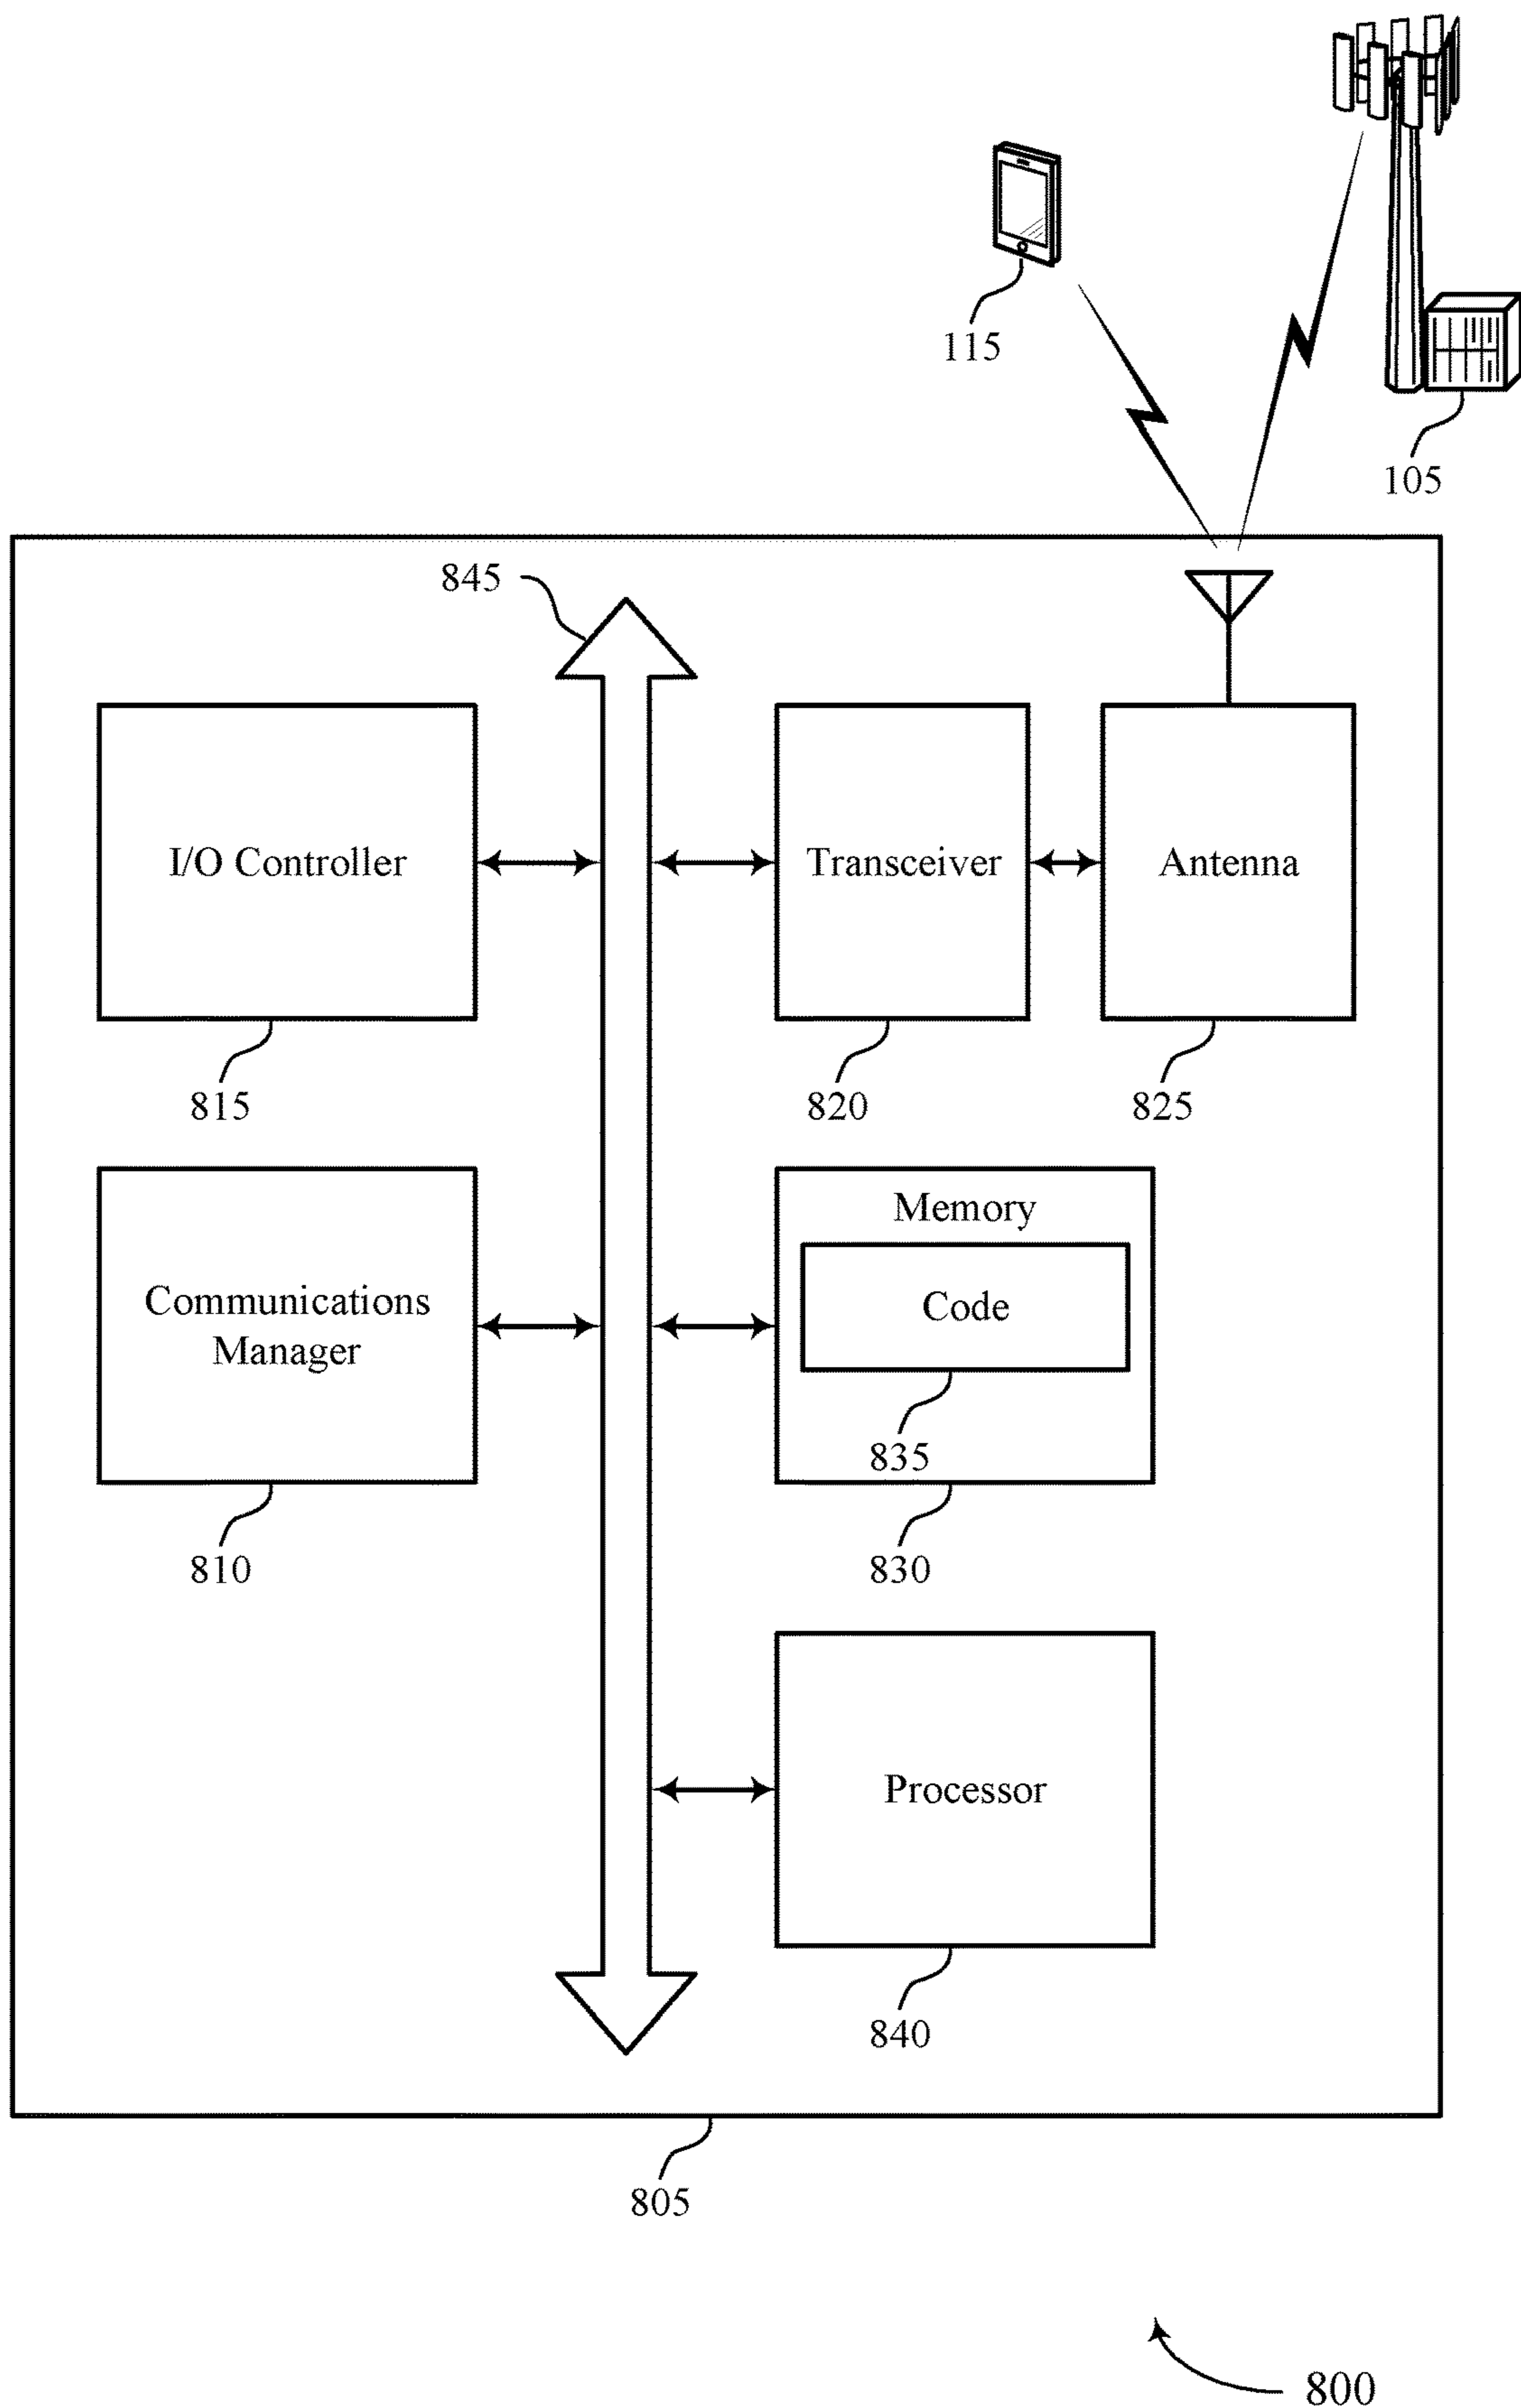 115
105
845
I/O Controller
Transceiver
Antenna
815
820
825
Communications
Manager
Memory
Code
835
810
830
Processor
840
805
800